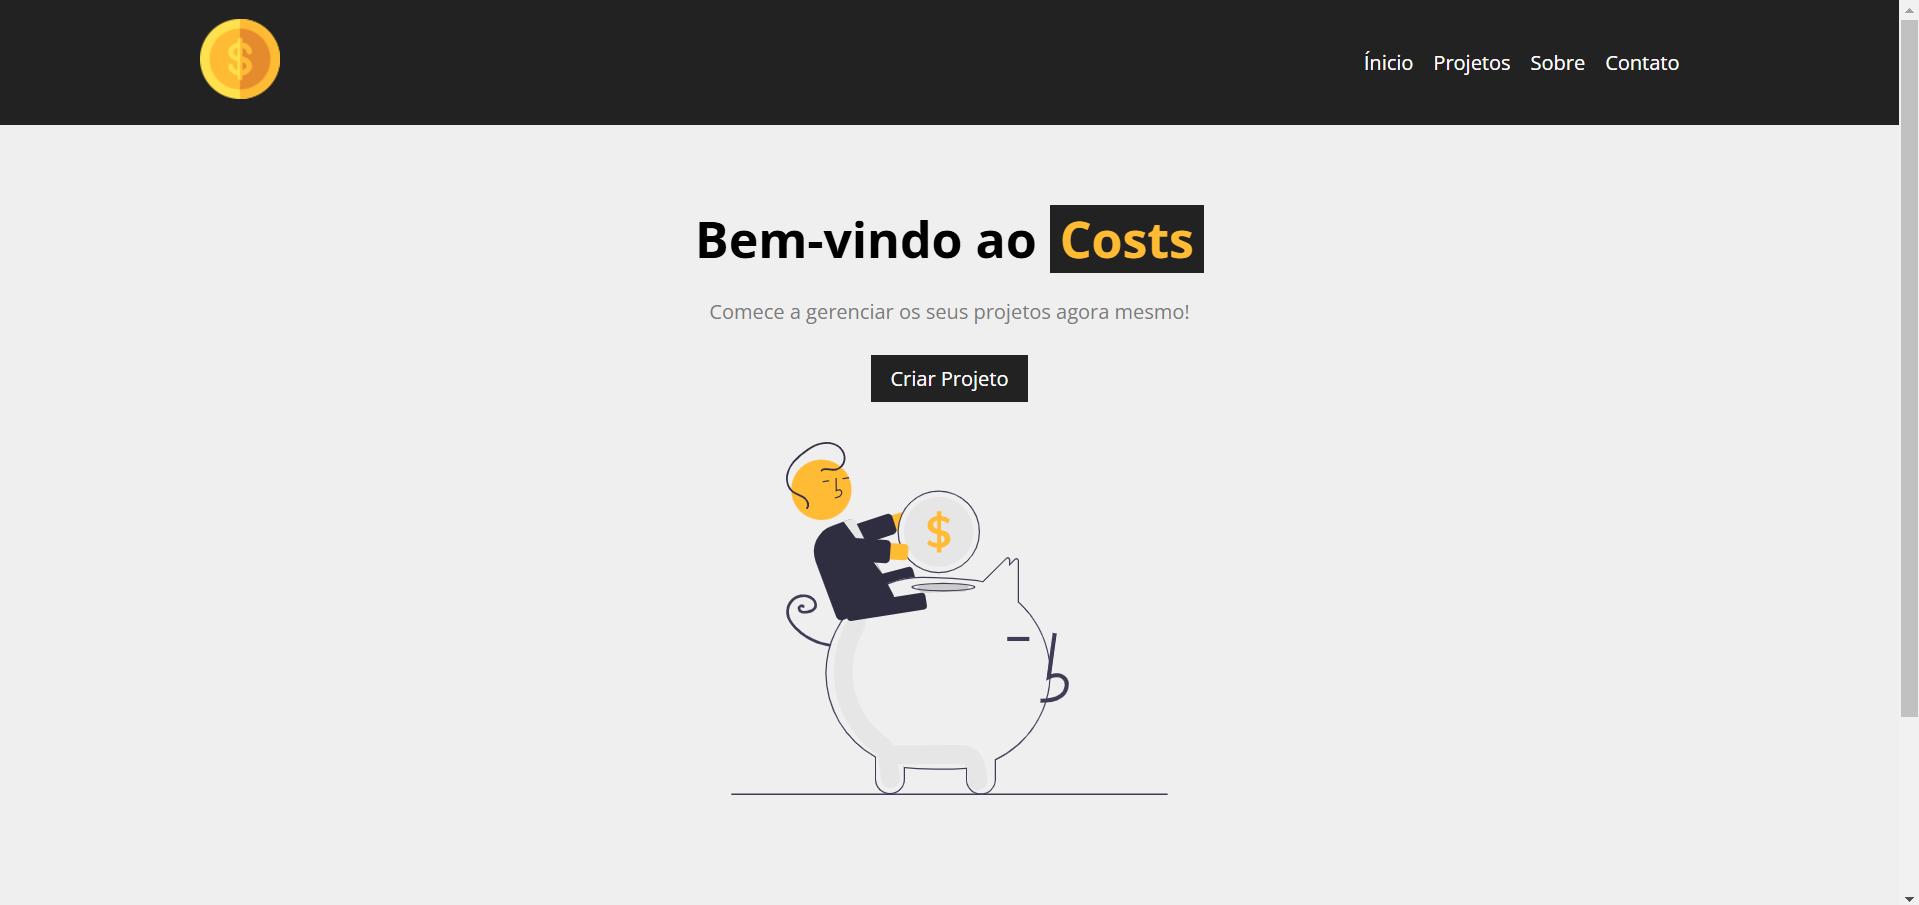 $
Ínicio Projetos Sobre Contato
Bem-vindo ao Costs
Comece a gerenciar os seus projetos agora mesmo!
Criar Projeto
$